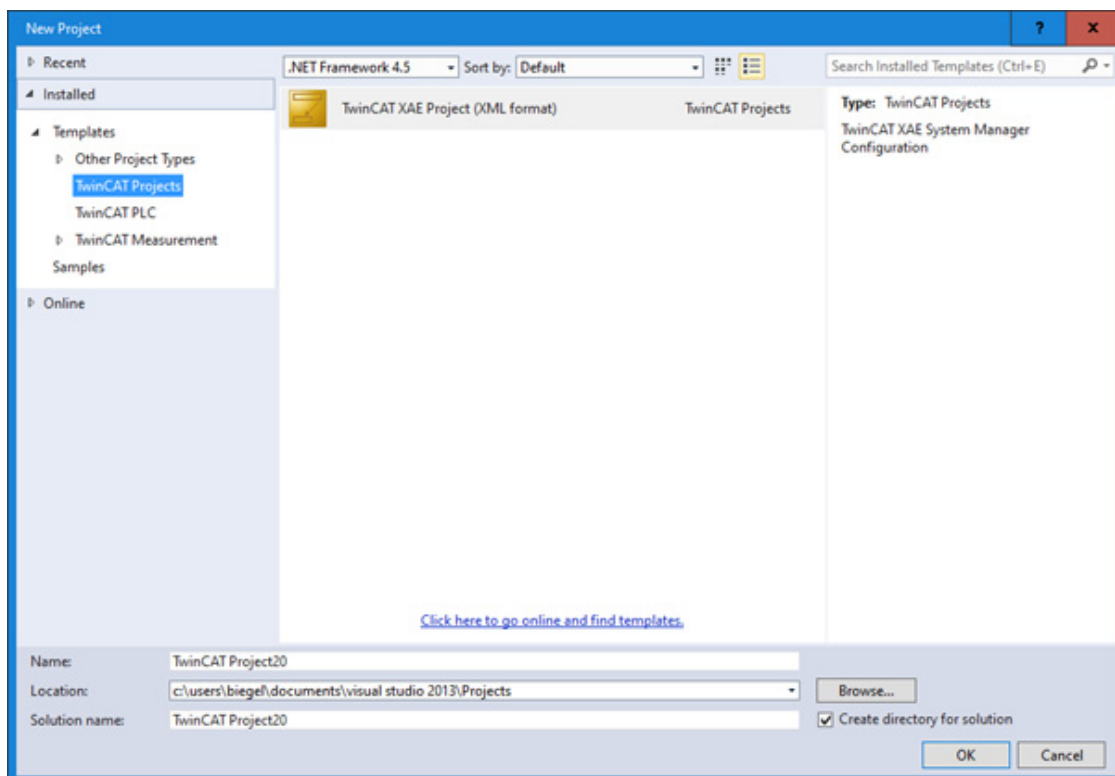 New Project
? x
Recent
Installed
Templates
Other Project Types
TwinCAT Projects
TwinCAT PLC
TwinCAT Measurement
Samples
Online
.NET Framework 4.5 Sort by: Default
TwinCAT XAE Project (XML format) TwinCAT Projects
Click here to go online and find templates.
Search Installed Templates (Ctrl+E)
Type: TwinCAT Projects
TwinCAT XAE System Manager
Configuration
Name: TwinCAT Project20
Location: c:\users\biegel\documents\visual studio 2013\Projects Browse...
Solution name: TwinCAT Project20 Create directory for solution
OK Cancel